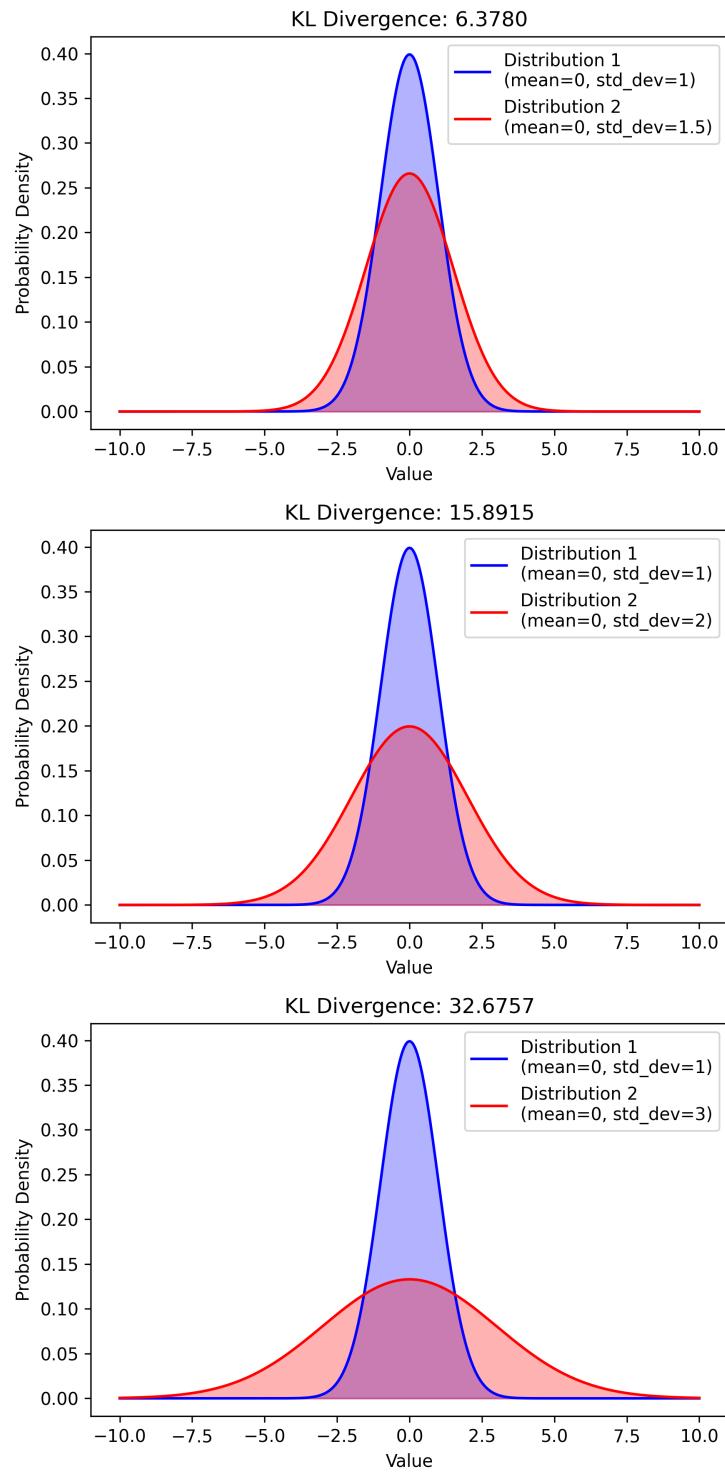 KL Divergence: 6.3780
Distribution 1
(mean=0, std_dev=1)
Distribution 2
(mean=0, std_dev=1.5)
Probability Density
0.40
0.35
0.30
0.25
0.20
0.15
0.10
0.05
0.00
−10.0 −7.5 −5.0 −2.5 0.0 2.5 5.0 7.5 10.0
Value
KL Divergence: 15.8915
Distribution 1
(mean=0, std_dev=1)
Distribution 2
(mean=0, std_dev=2)
Probability Density
0.40
0.35
0.30
0.25
0.20
0.15
0.10
0.05
0.00
−10.0 −7.5 −5.0 −2.5 0.0 2.5 5.0 7.5 10.0
Value
KL Divergence: 32.6757
Distribution 1
(mean=0, std_dev=1)
Distribution 2
(mean=0, std_dev=3)
Probability Density
0.40
0.35
0.30
0.25
0.20
0.15
0.10
0.05
0.00
−10.0 −7.5 −5.0 −2.5 0.0 2.5 5.0 7.5 10.0
Value